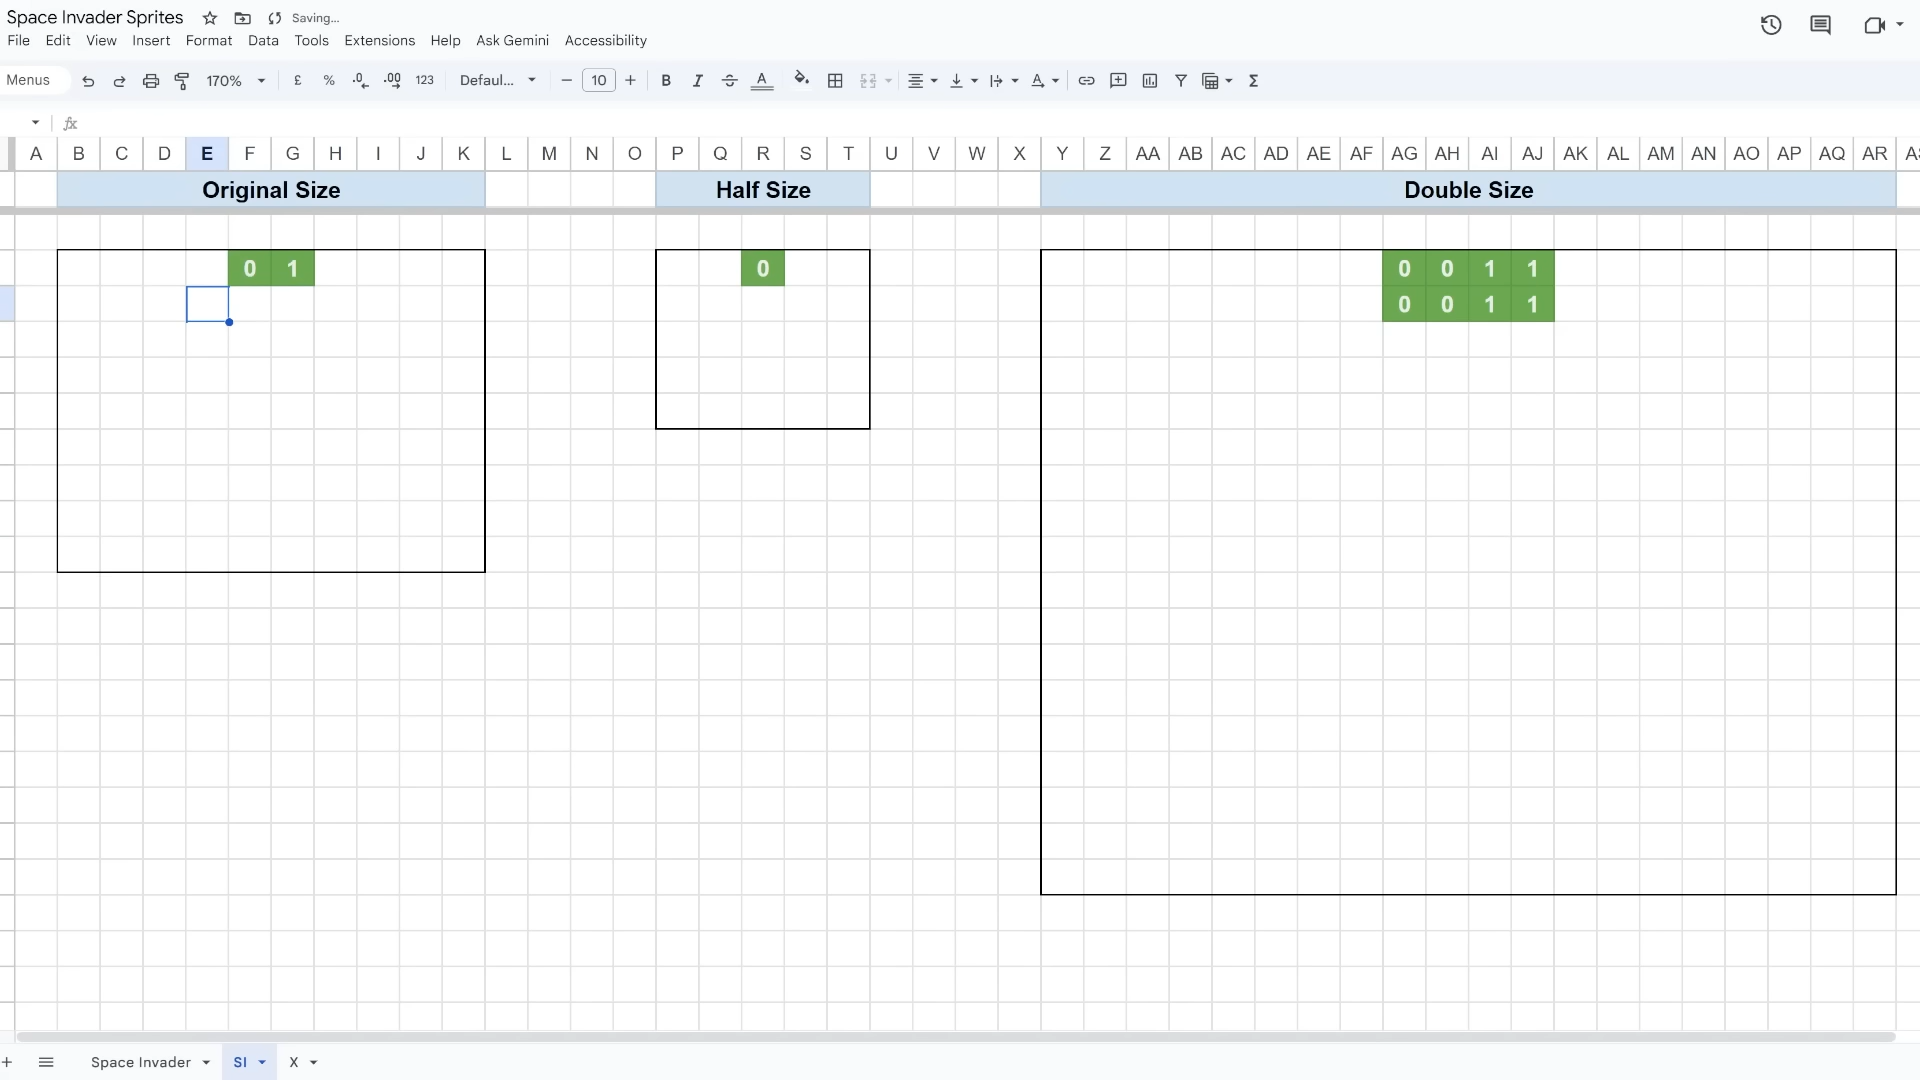 Space Invader Sprites Saving...
File Edit View Insert Format Data Tools Extensions Help Ask Gemini Accessibility
Menus 170% £ % .0 .00 123 Defaul... − 10 + B I S A A Σ
fx
A B C D E F G H I J K L M N O P Q R S T U V W X Y Z AA AB AC AD AE AF AG AH AI AJ AK AL AM AN AO AP AQ AR
Original Size Half Size Double Size
0 1 0 0 0 1 1
0 0 1 1
+ Space Invader SI X